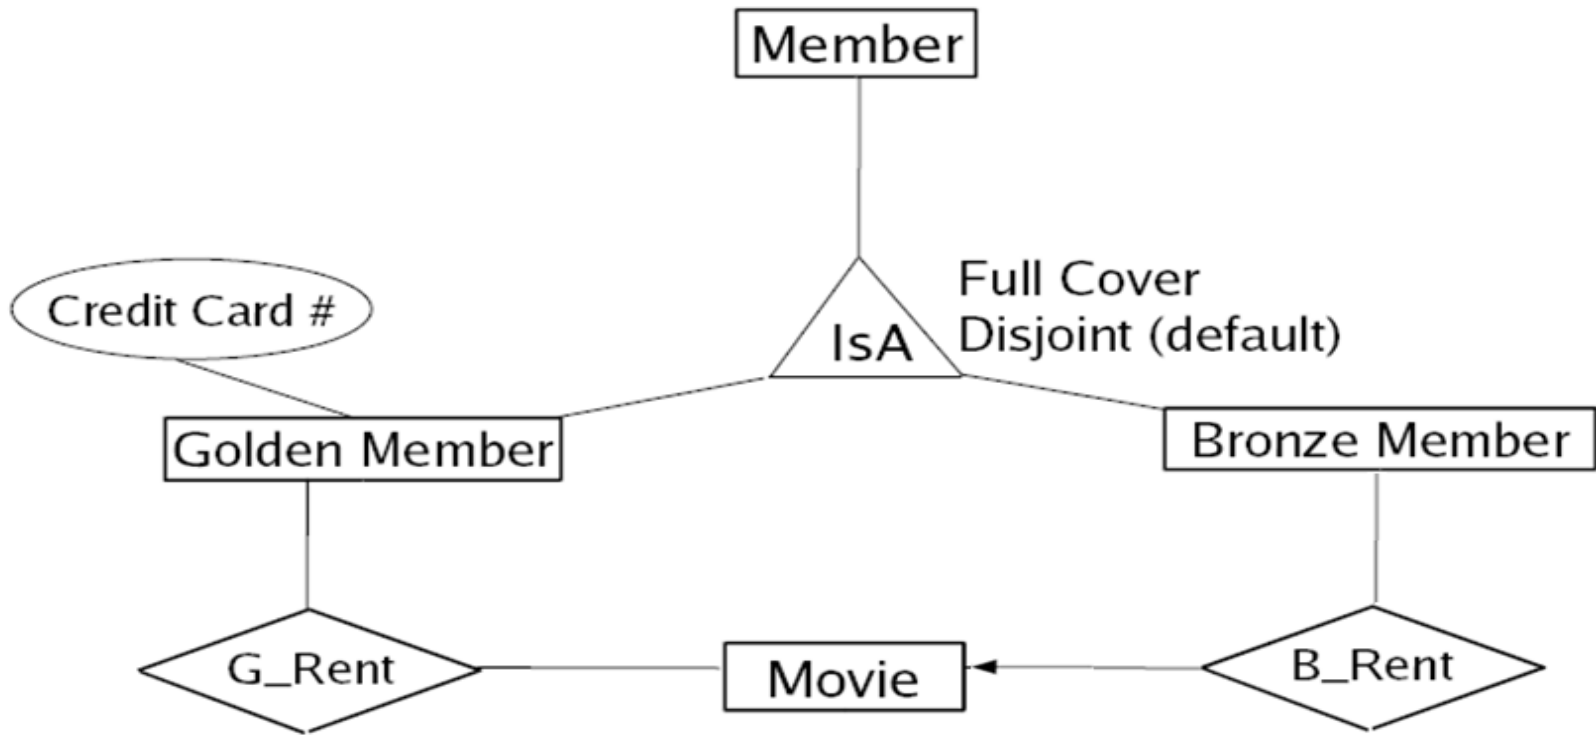 Member
Full Cover
Disjoint (default)
IsA
Credit Card #
Golden Member
Bronze Member
G_Rent
Movie
B_Rent